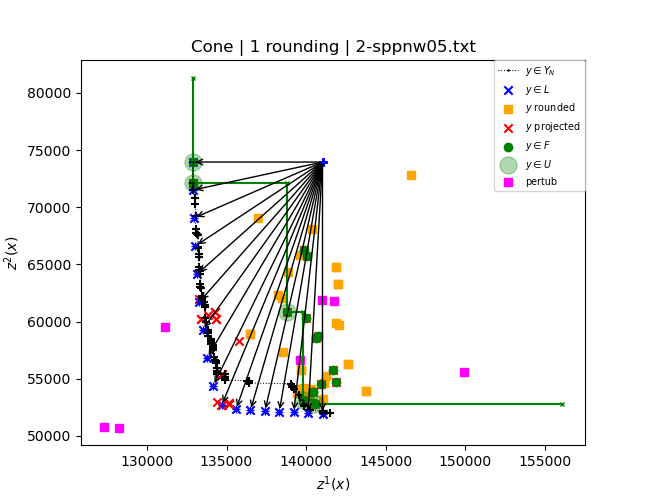 Cone | 1 rounding | 2-sppnw05.txt
y ∈ Y_N
y ∈ L
y rounded
y projected
y ∈ F
y ∈ U
pertub
80000
75000
70000
65000
60000
55000
50000
z²(x)
130000 135000 140000 145000 150000 155000
z¹(x)